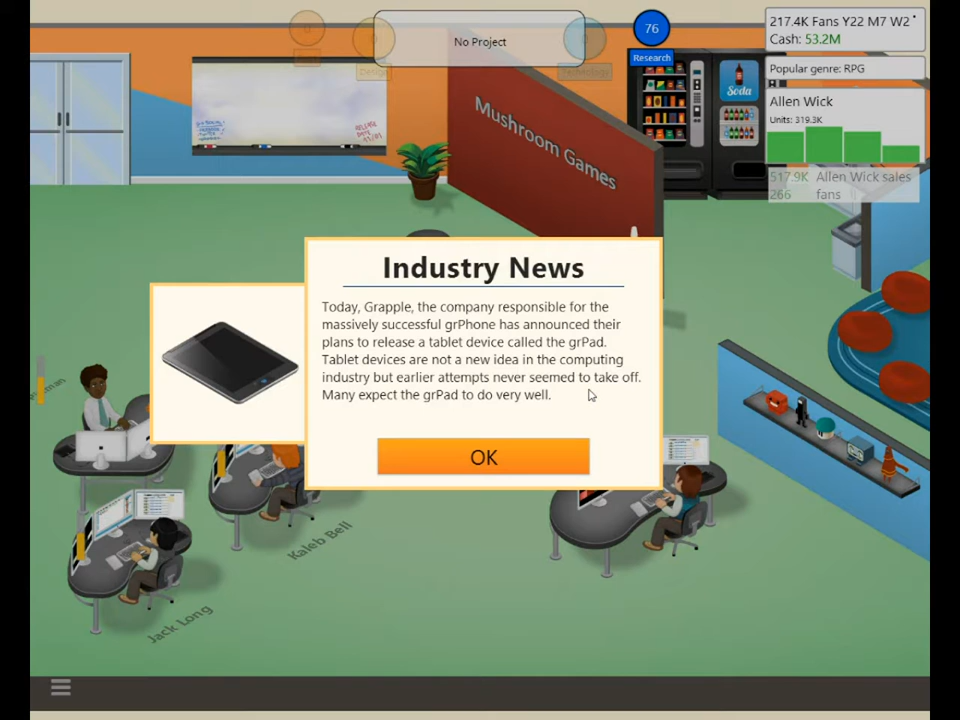 No Project
76
Research
217.4K Fans Y22 M7 W2
Cash: 53.2M
Popular genre: RPG
Allen Wick
Units: 319.3K
517.9K Allen Wick sales
266 fans
Soda
RELEASE
DATE
Mushroom Games
Design
Technology
Industry News
Today, Grapple, the company responsible for the
massively successful grPhone has announced their
plans to release a tablet device called the grPad.
Tablet devices are not a new idea in the computing
industry but earlier attempts never seemed to take off.
Many expect the grPad to do very well.
OK
Kaleb Bell
Jack Long